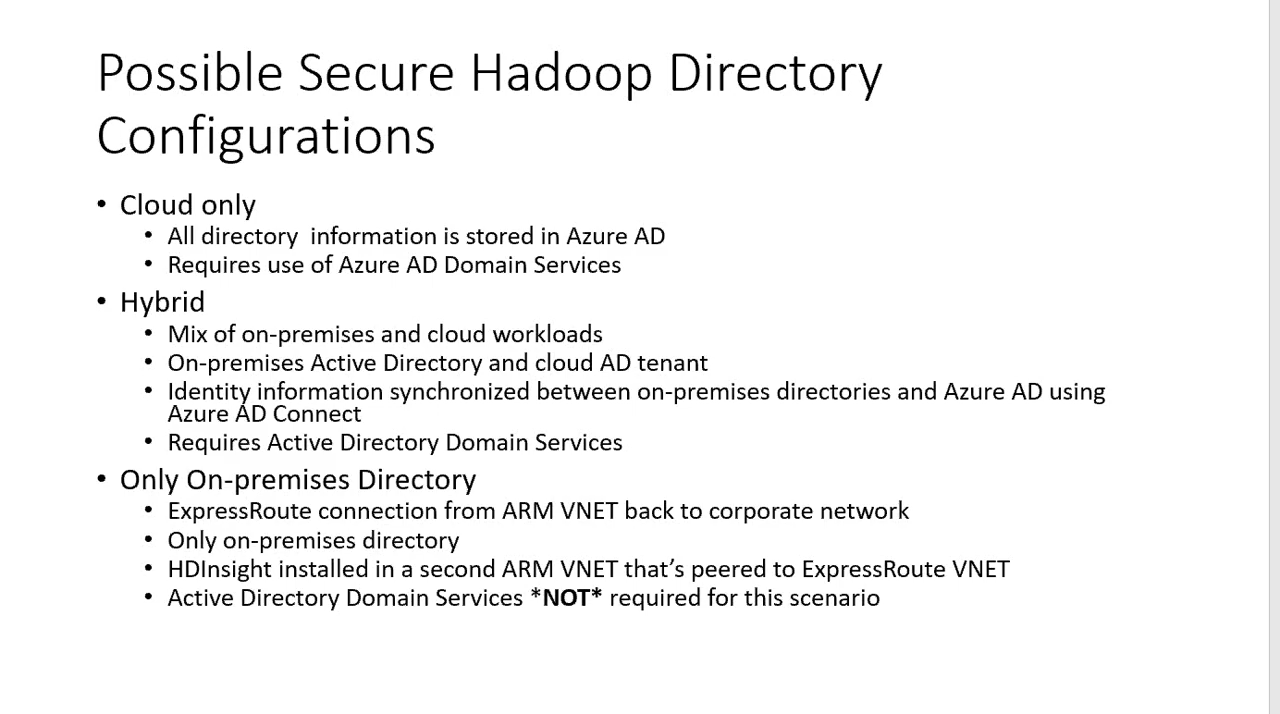 Possible Secure Hadoop Directory
Configurations
• Cloud only
• All directory  information is stored in Azure AD
• Requires use of Azure AD Domain Services
• Hybrid
• Mix of on-premises and cloud workloads
• On-premises Active Directory and cloud AD tenant
• Identity information synchronized between on-premises directories and Azure AD using
Azure AD Connect
• Requires Active Directory Domain Services
• Only On-premises Directory
• ExpressRoute connection from ARM VNET back to corporate network
• Only on-premises directory
• HDInsight installed in a second ARM VNET that’s peered to ExpressRoute VNET
• Active Directory Domain Services *NOT* required for this scenario